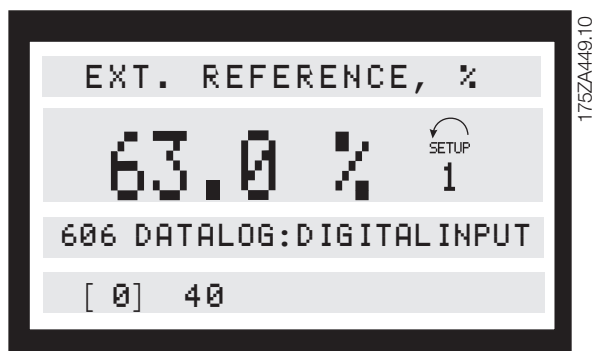 EXT. REFERENCE, %
63.0 %
SETUP
1
606 DATALOG:DIGITALINPUT
[ 0] 40
175ZA449.10